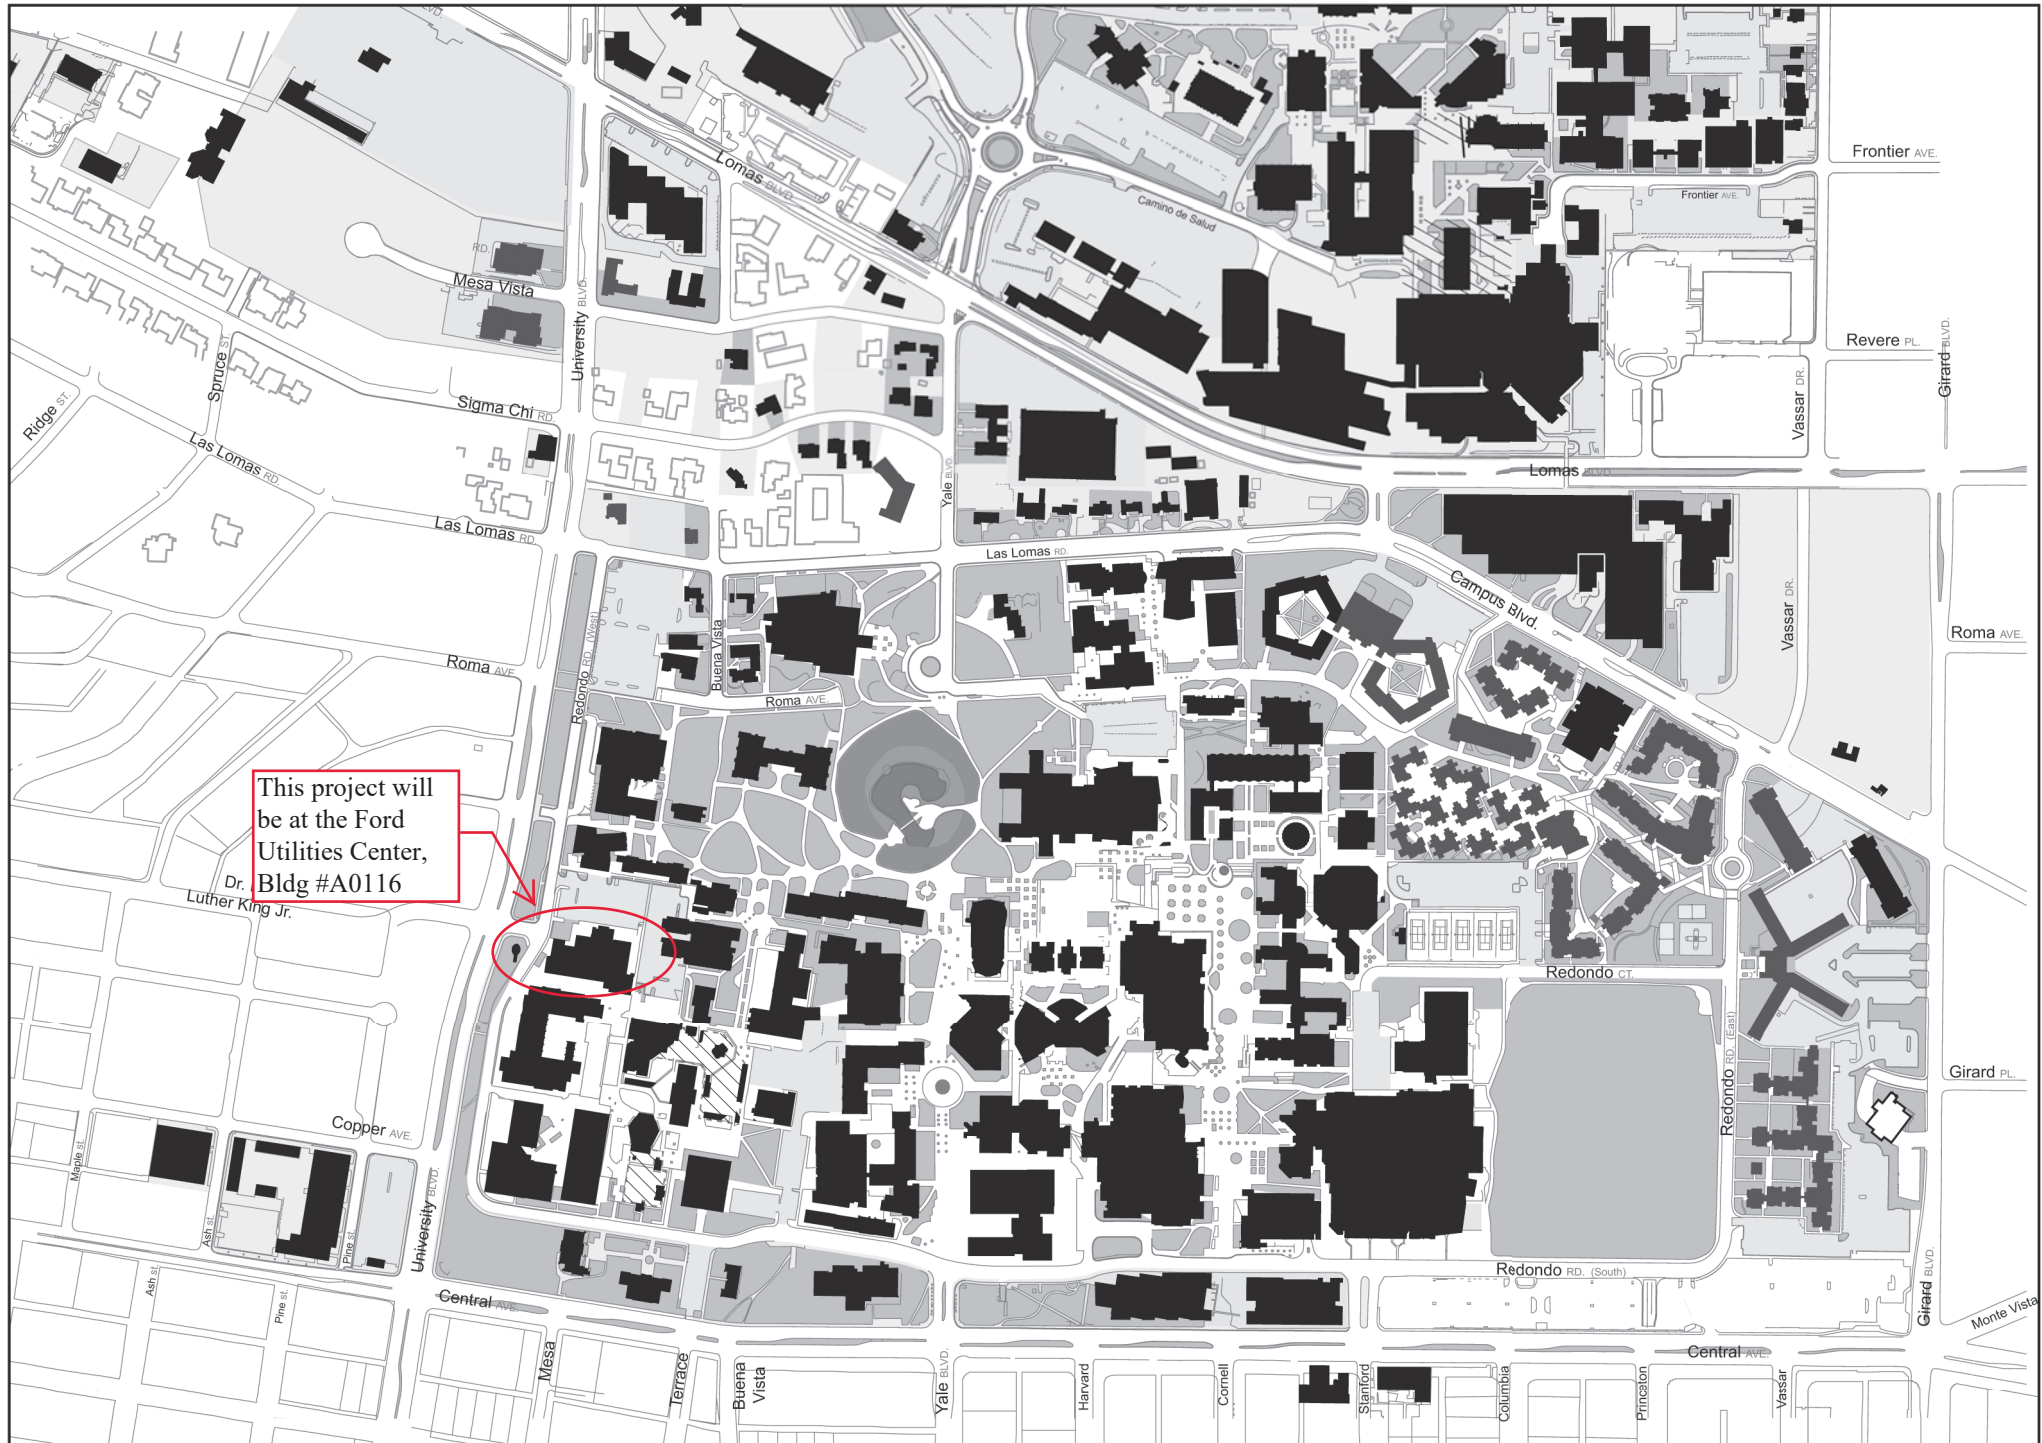 BLVD.
Frontier AVE.
Lomas BLVD.
Frontier AVE.
Camino de Salud
RD.
Mesa Vista
University BLVD.
Spruce ST.
Revere PL.
Girard BLVD.
Vassar DR.
Ridge ST.
Sigma Chi RD.
Las Lomas RD.
Yale BLVD.
Lomas BLVD.
Las Lomas RD.
Las Lomas RD.
Campus Blvd.
Vassar DR.
Roma AVE.
Redondo RD. (West)
Buena Vista
Roma AVE.
Roma AVE.
This project will
be at the Ford
Utilities Center,
Bldg #A0116
Dr.
Luther King Jr.
Redondo CT.
Redondo RD. (East)
Girard PL.
Copper AVE.
Maple st.
University BLVD.
Ash st.
Pine st.
Ash st.
Pine st.
Redondo RD. (South)
Girard BLVD.
Monte Vista
Central AVE.
Central AVE.
Mesa
Terrace
Buena
Vista
Yale BLVD.
Harvard
Cornell
Stanford
Columbia
Princeton
Vassar